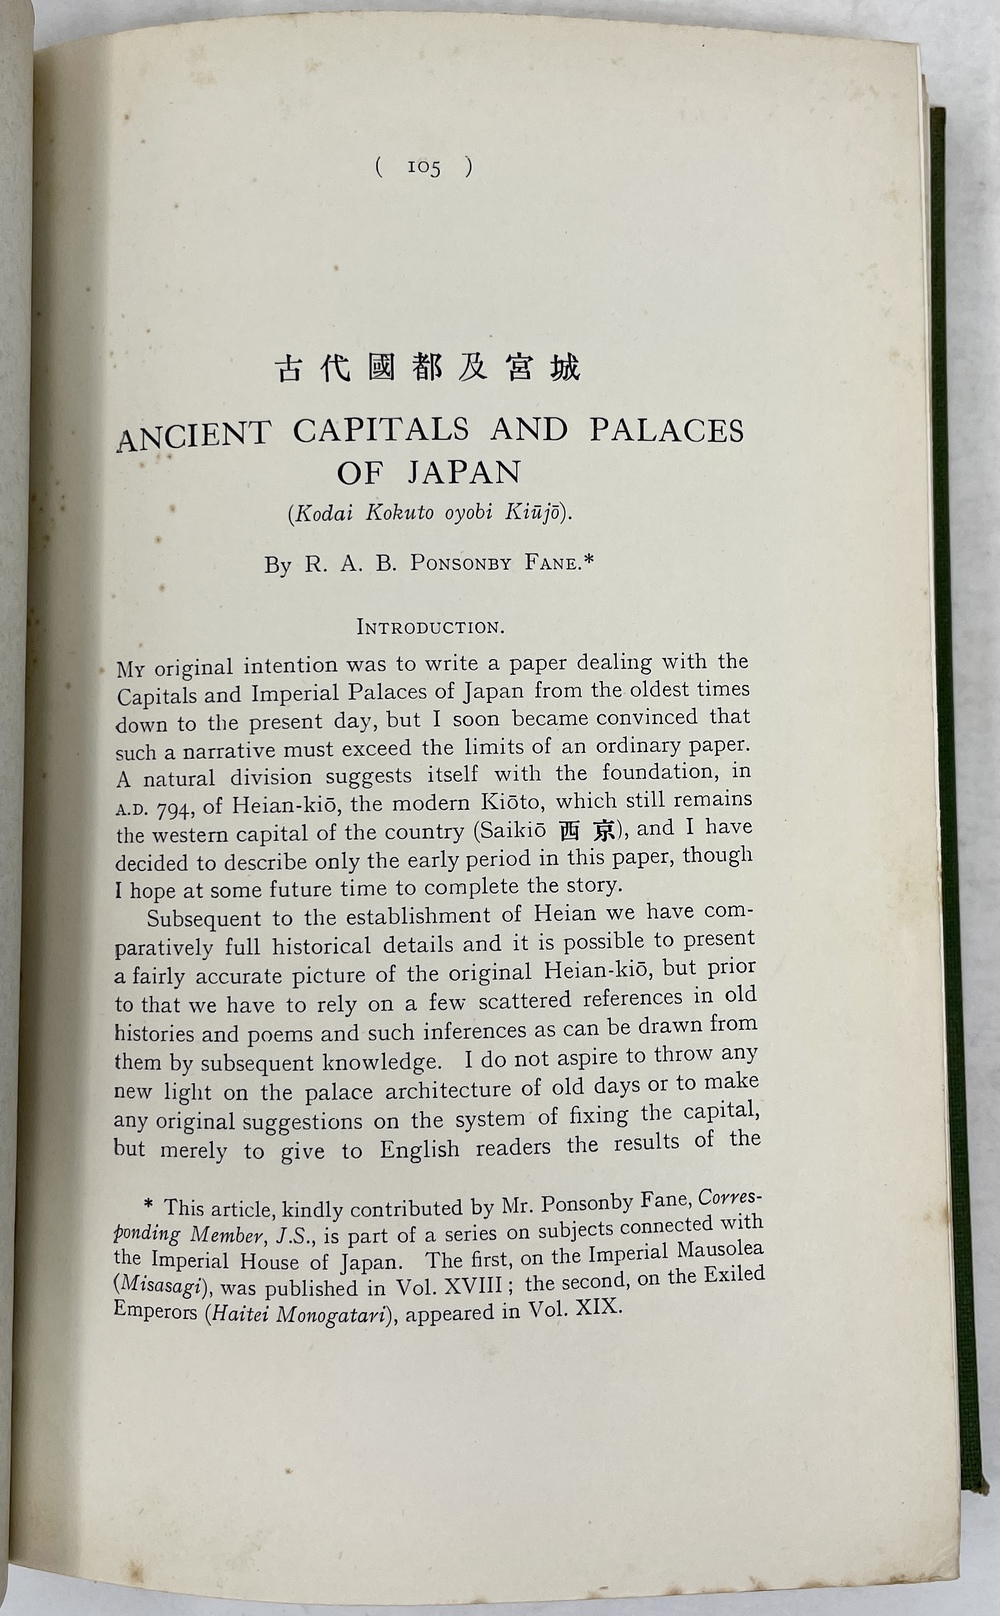 ( 105 )
古代國都及宮城
ANCIENT CAPITALS AND PALACES
OF JAPAN
(Kodai Kokuto oyobi Kiūjō).
By R. A. B. PONSONBY FANE.*
INTRODUCTION.
MY original intention was to write a paper dealing with the
Capitals and Imperial Palaces of Japan from the oldest times
down to the present day, but I soon became convinced that
such a narrative must exceed the limits of an ordinary paper.
A natural division suggests itself with the foundation, in
A.D. 794, of Heian-kiō, the modern Kiōto, which still remains
the western capital of the country (Saikiō 西京), and I have
decided to describe only the early period in this paper, though
I hope at some future time to complete the story.
Subsequent to the establishment of Heian we have com-
paratively full historical details and it is possible to present
a fairly accurate picture of the original Heian-kiō, but prior
to that we have to rely on a few scattered references in old
histories and poems and such inferences as can be drawn from
them by subsequent knowledge. I do not aspire to throw any
new light on the palace architecture of old days or to make
any original suggestions on the system of fixing the capital,
but merely to give to English readers the results of the
* This article, kindly contributed by Mr. Ponsonby Fane, Corres-
ponding Member, J.S., is part of a series on subjects connected with
the Imperial House of Japan. The first, on the Imperial Mausolea
(Misasagi), was published in Vol. XVIII; the second, on the Exiled
Emperors (Haitei Monogatari), appeared in Vol. XIX.